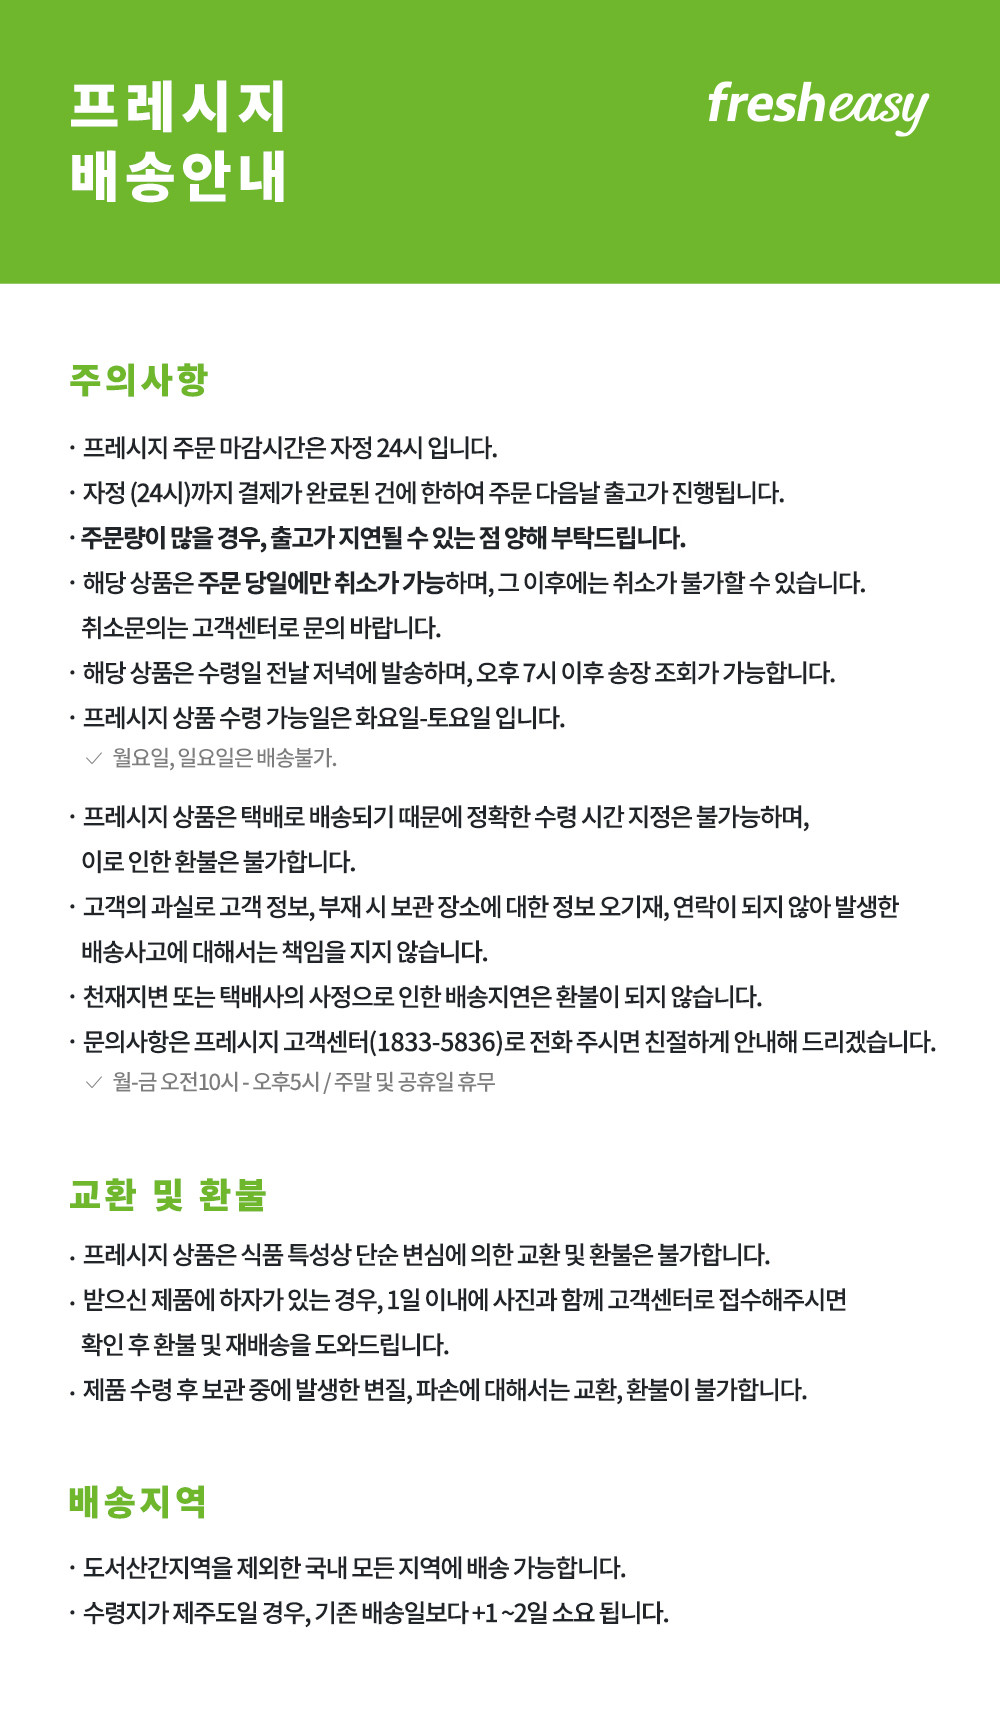 프레시지
배송안내
fresheasy
주의사항
· 프레시지 주문 마감시간은 자정 24시 입니다.
· 자정 (24시)까지 결제가 완료된 건에 한하여 주문 다음날 출고가 진행됩니다.
· 주문량이 많을 경우, 출고가 지연될 수 있는 점 양해 부탁드립니다.
· 해당 상품은 주문 당일에만 취소가 가능하며, 그 이후에는 취소가 불가할 수 있습니다.
취소문의는 고객센터로 문의 바랍니다.
· 해당 상품은 수령일 전날 저녁에 발송하며, 오후 7시 이후 송장 조회가 가능합니다.
· 프레시지 상품 수령 가능일은 화요일-토요일 입니다.
✓ 월요일, 일요일은 배송불가.
· 프레시지 상품은 택배로 배송되기 때문에 정확한 수령 시간 지정은 불가능하며,
이로 인한 환불은 불가합니다.
· 고객의 과실로 고객 정보, 부재 시 보관 장소에 대한 정보 오기재, 연락이 되지 않아 발생한
배송사고에 대해서는 책임을 지지 않습니다.
· 천재지변 또는 택배사의 사정으로 인한 배송지연은 환불이 되지 않습니다.
· 문의사항은 프레시지 고객센터(1833-5836)로 전화 주시면 친절하게 안내해 드리겠습니다.
✓ 월-금 오전10시 - 오후5시 / 주말 및 공휴일 휴무
교환 및 환불
· 프레시지 상품은 식품 특성상 단순 변심에 의한 교환 및 환불은 불가합니다.
· 받으신 제품에 하자가 있는 경우, 1일 이내에 사진과 함께 고객센터로 접수해주시면
확인 후 환불 및 재배송을 도와드립니다.
· 제품 수령 후 보관 중에 발생한 변질, 파손에 대해서는 교환, 환불이 불가합니다.
배송지역
· 도서산간지역을 제외한 국내 모든 지역에 배송 가능합니다.
· 수령지가 제주도일 경우, 기존 배송일보다 +1 ~2일 소요 됩니다.